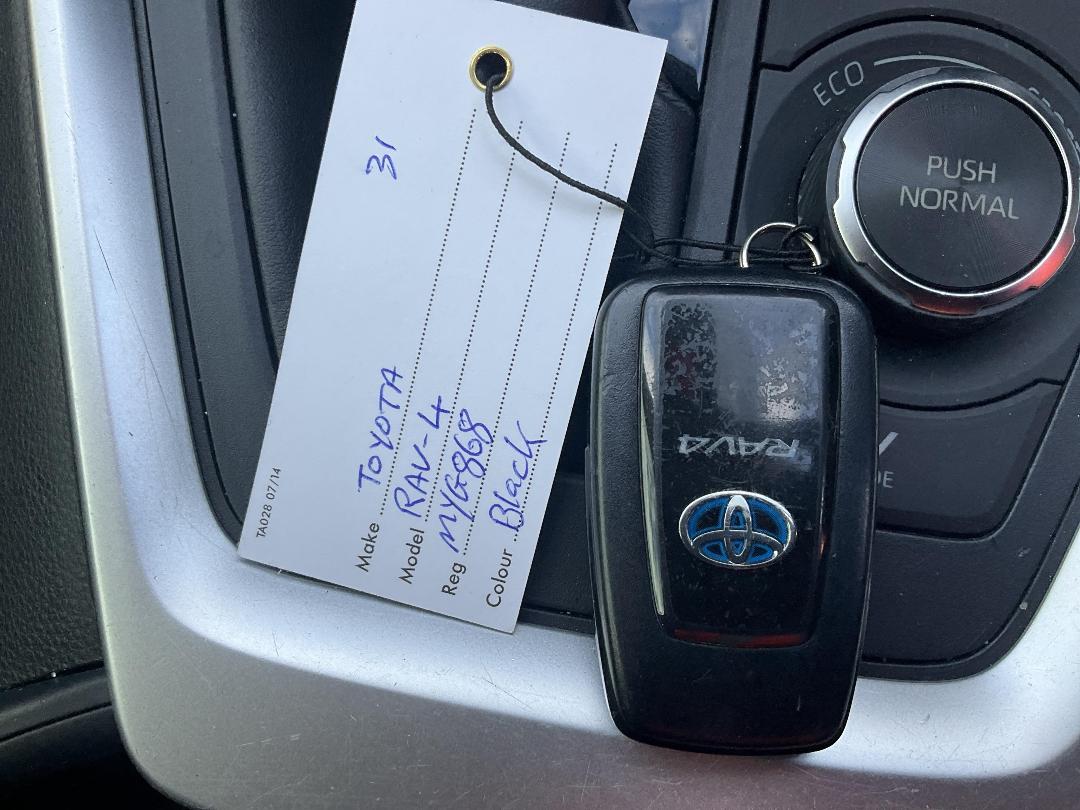 31
Make TOYOTA
Model RAV-4
Reg MYG868
Colour Black
TA028 07/14
ECO
PUSH
NORMAL
RAV4